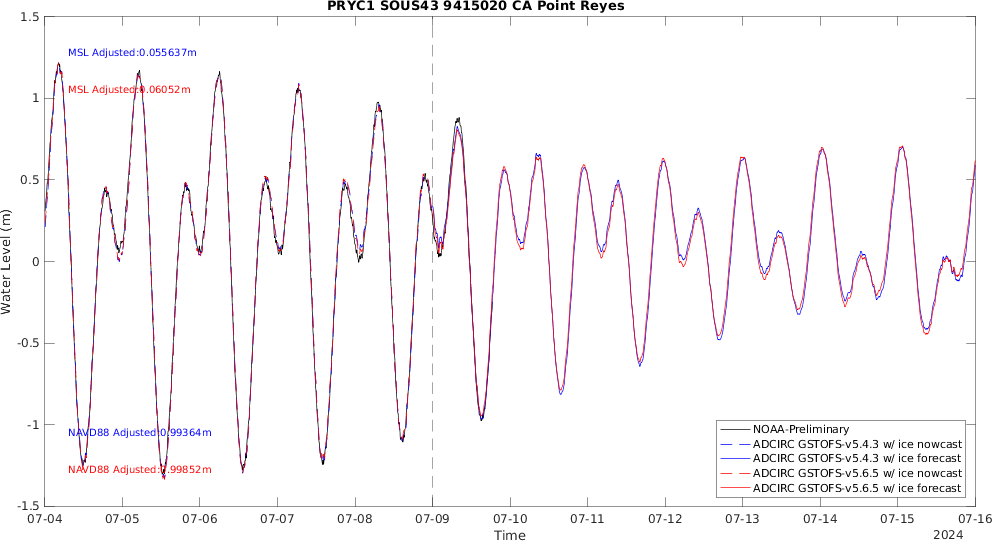 PRYC1 SOUS43 9415020 CA Point Reyes
1.5
1
0.5
0
-0.5
-1
-1.5
Water Level (m)
MSL Adjusted:0.055637m
MSL Adjusted:0.06052m
NAVD88 Adjusted:0.99364m
NAVD88 Adjusted:0.99852m
NOAA-Preliminary
ADCIRC GSTOFS-v5.4.3 w/ ice nowcast
ADCIRC GSTOFS-v5.4.3 w/ ice forecast
ADCIRC GSTOFS-v5.6.5 w/ ice nowcast
ADCIRC GSTOFS-v5.6.5 w/ ice forecast
07-04 07-05 07-06 07-07 07-08 07-09 07-10 07-11 07-12 07-13 07-14 07-15 07-16
Time
2024